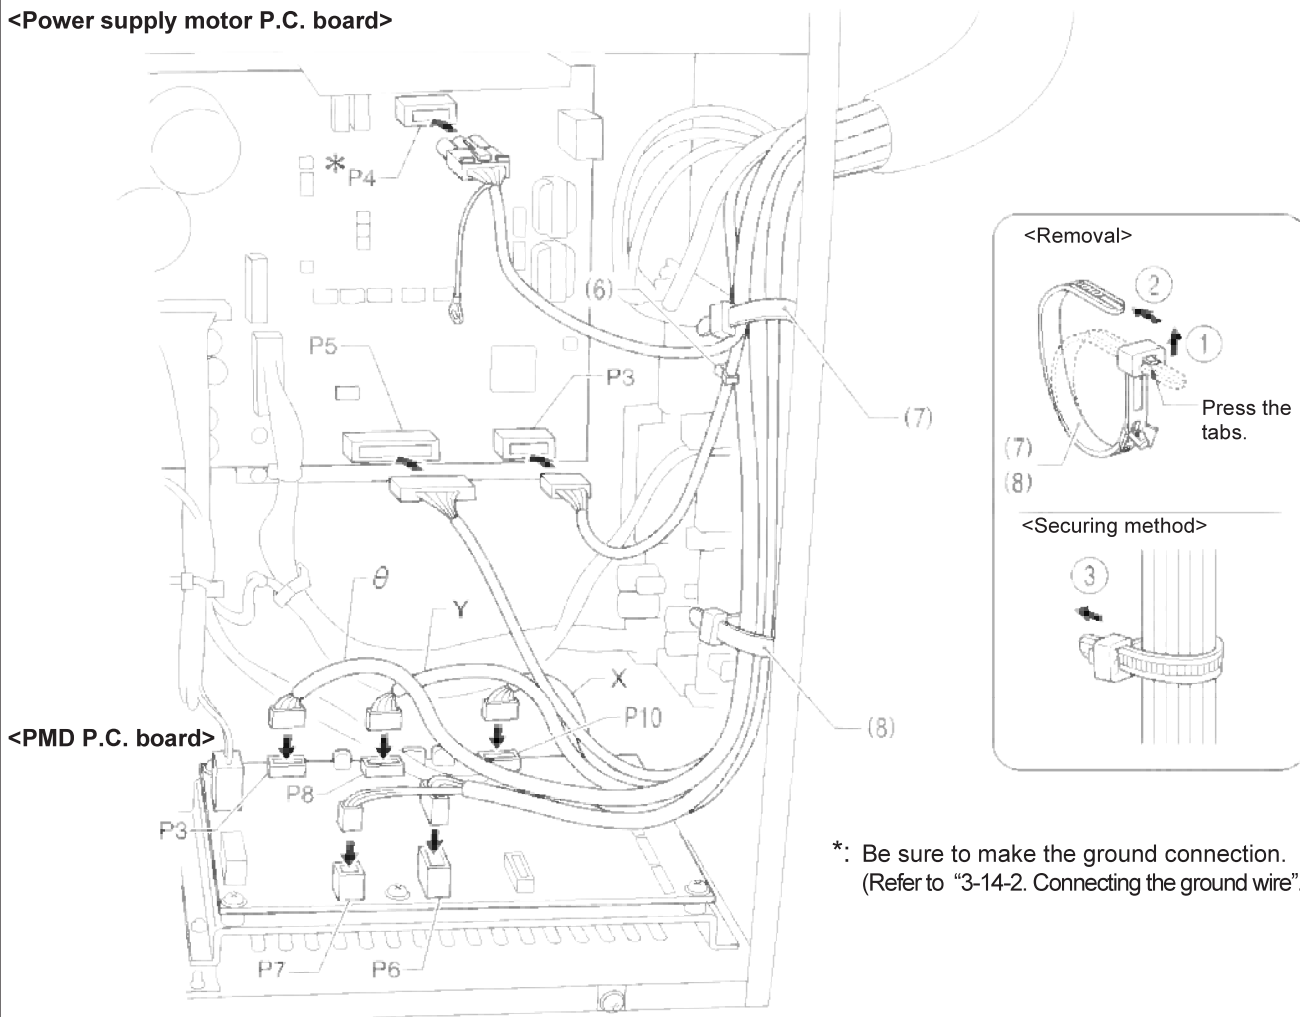 <Power supply motor P.C. board>
* P4
(6)
P5
P3
(7)
θ
Y
X
P10
(8)
<PMD P.C. board>
P8
P3
P7
P6
<Removal>
2
1
Press the
tabs.
(7)
(8)
<Securing method>
3
*: Be sure to make the ground connection.
(Refer to “3-14-2. Connecting the ground wire”.